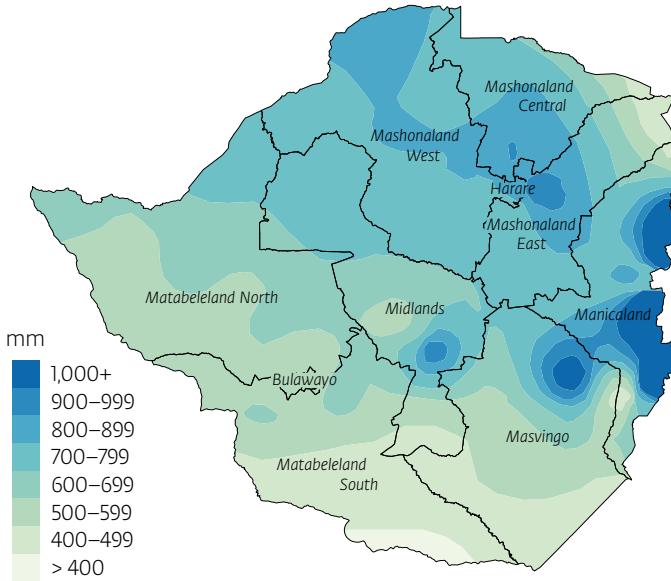 Mashonaland
Central
Mashonaland
West
Harare
Mashonaland
East
Matabeleland North
Midlands
Manicaland
Bulawayo
Masvingo
Matabeleland
South
mm
1,000+
900–999
800–899
700–799
600–699
500–599
400–499
> 400